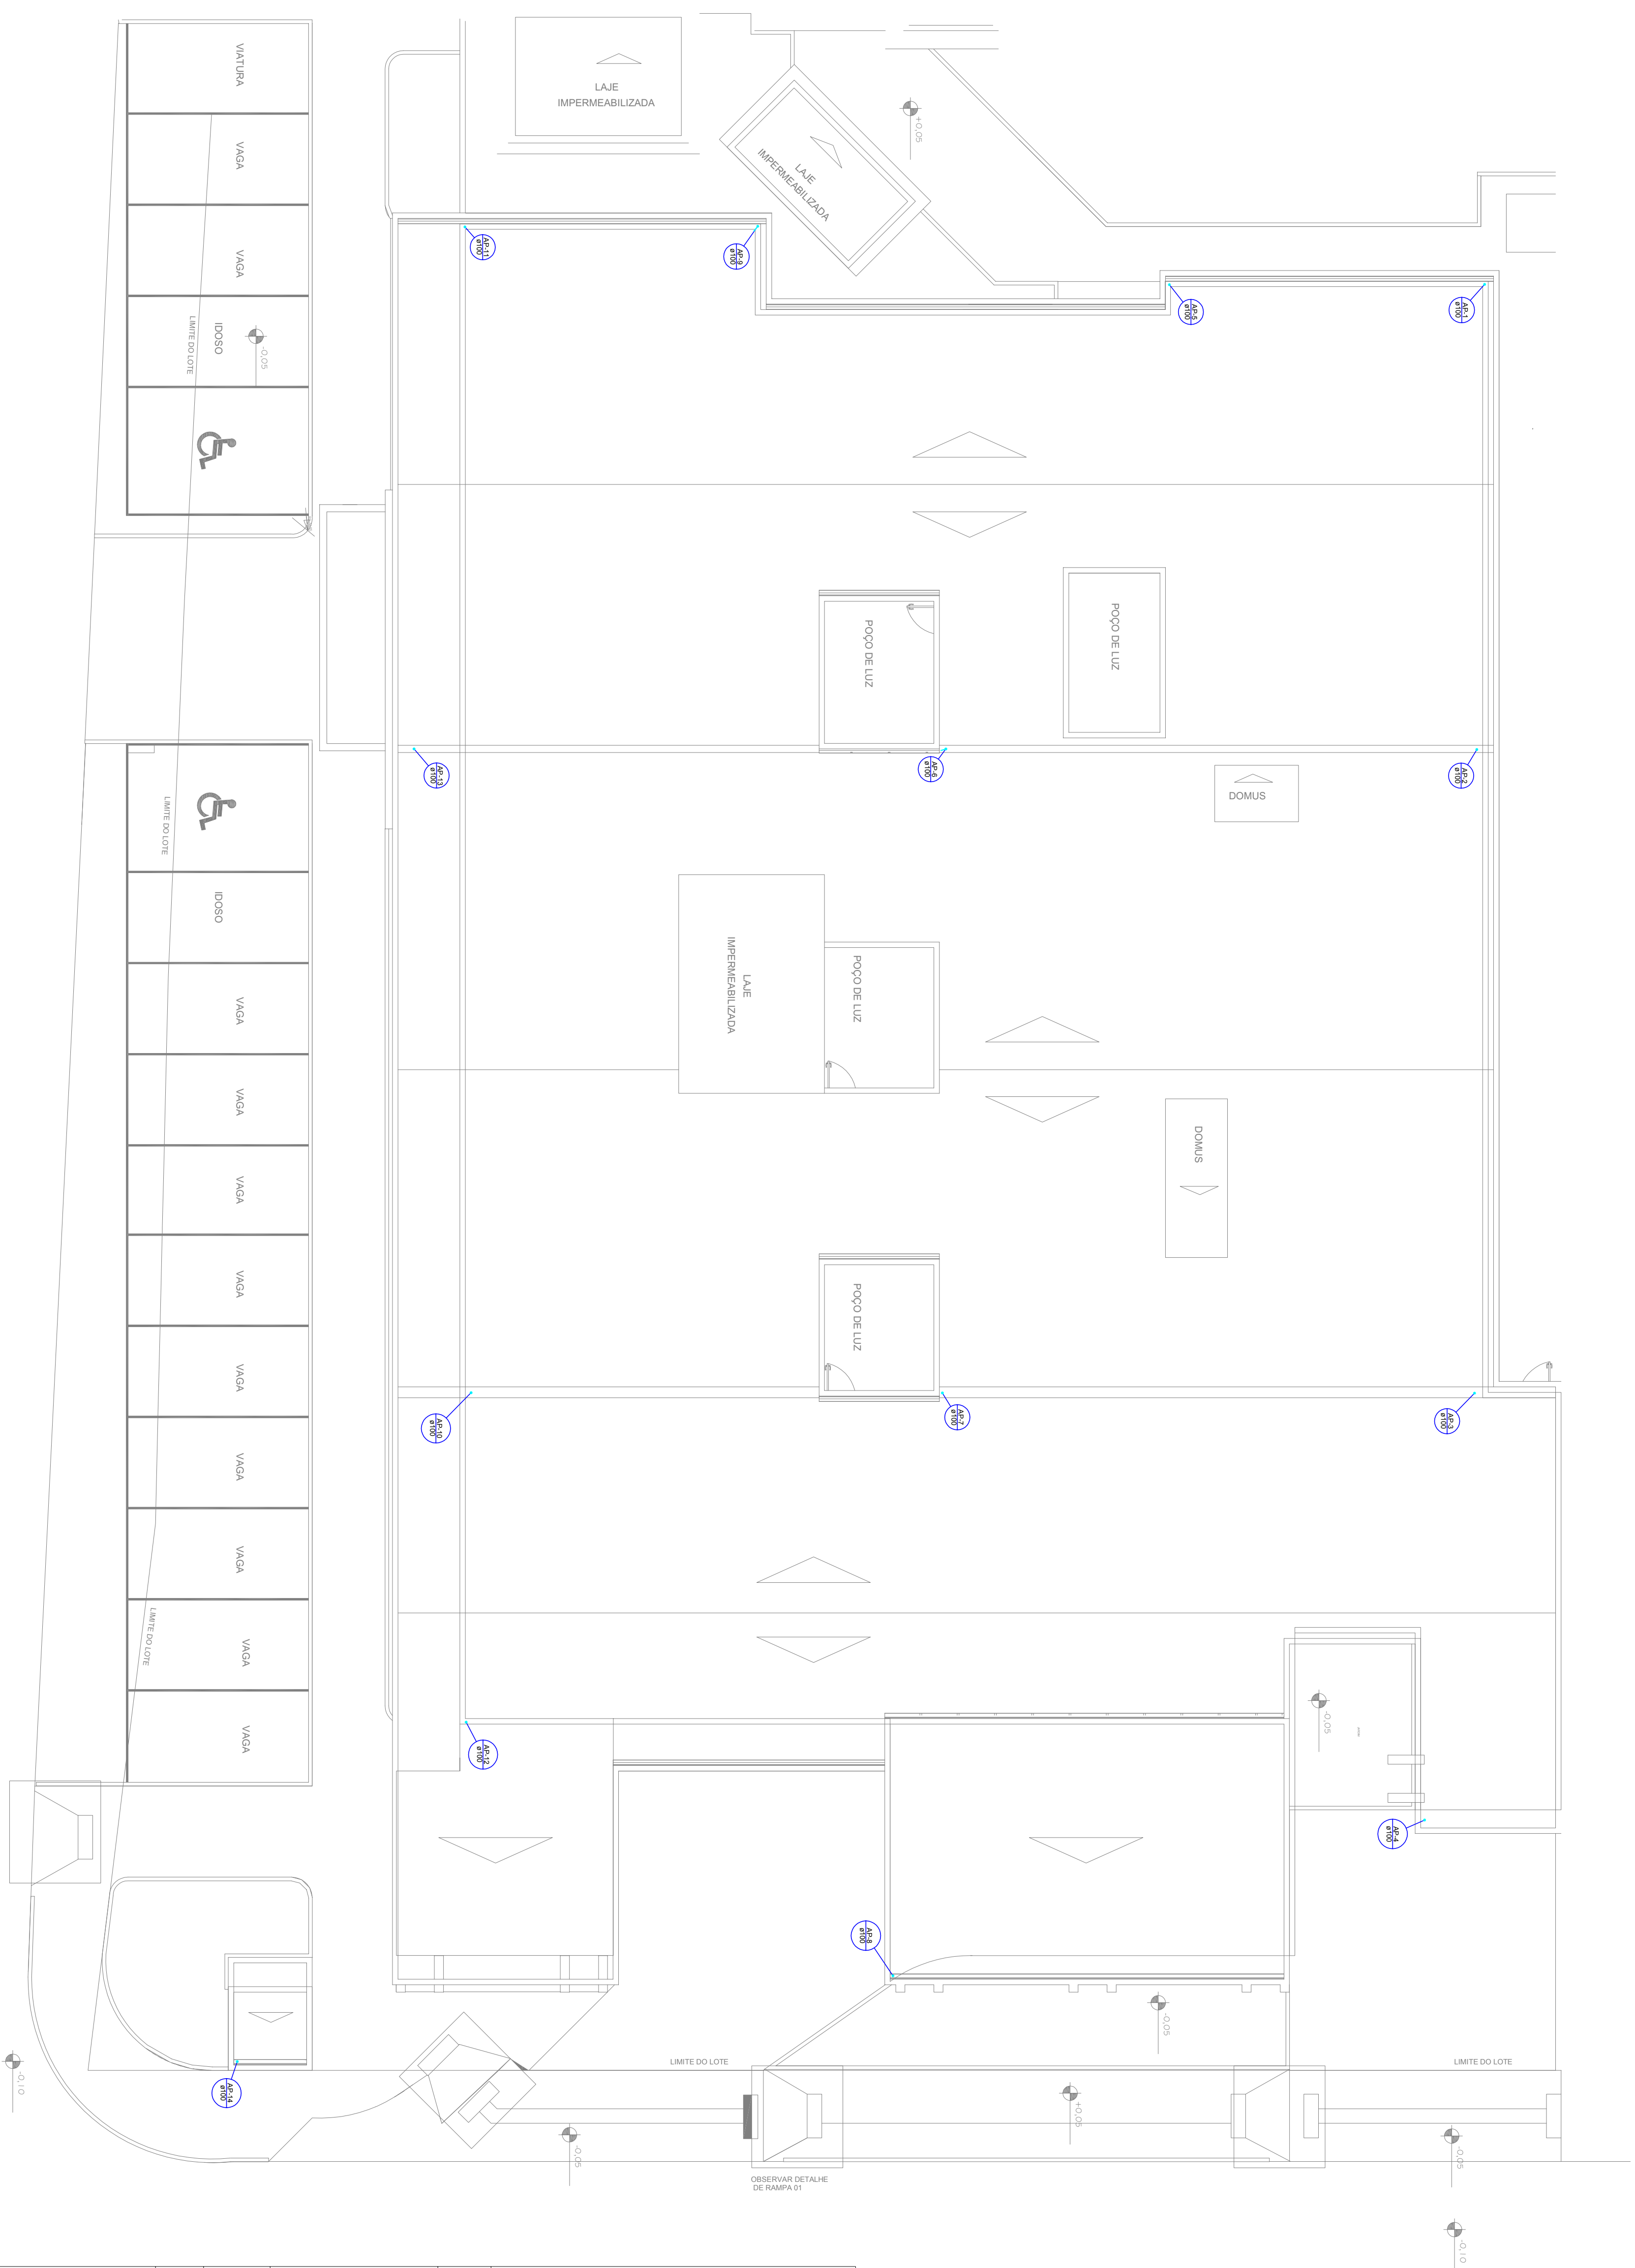 VIATURA
VAGA
VAGA
IDOSO
LIMITE DO LOTE
-0,05
LAJE
IMPERMEABILIZADA
LAJE
IMPERMEABILIZADA
+0,05
AP-11
ø100
AP-9
ø100
AP-5
ø100
AP-1
ø100
POÇO DE LUZ
POÇO DE LUZ
AP-13
ø100
AP-6
ø100
AP-2
ø100
DOMUS
LIMITE DO LOTE
IDOSO
VAGA
VAGA
VAGA
VAGA
VAGA
VAGA
VAGA
VAGA
VAGA
LIMITE DO LOTE
LAJE
IMPERMEABILIZADA
POÇO DE LUZ
DOMUS
POÇO DE LUZ
AP-10
ø100
AP-7
ø100
AP-3
ø100
-0,05
AP-12
ø100
AP-4
ø100
AP-8
ø100
-0,05
LIMITE DO LOTE
LIMITE DO LOTE
-0,10
AP-14
ø100
+0,05
-0,05
-0,05
OBSERVAR DETALHE
DE RAMPA 01
-0,10